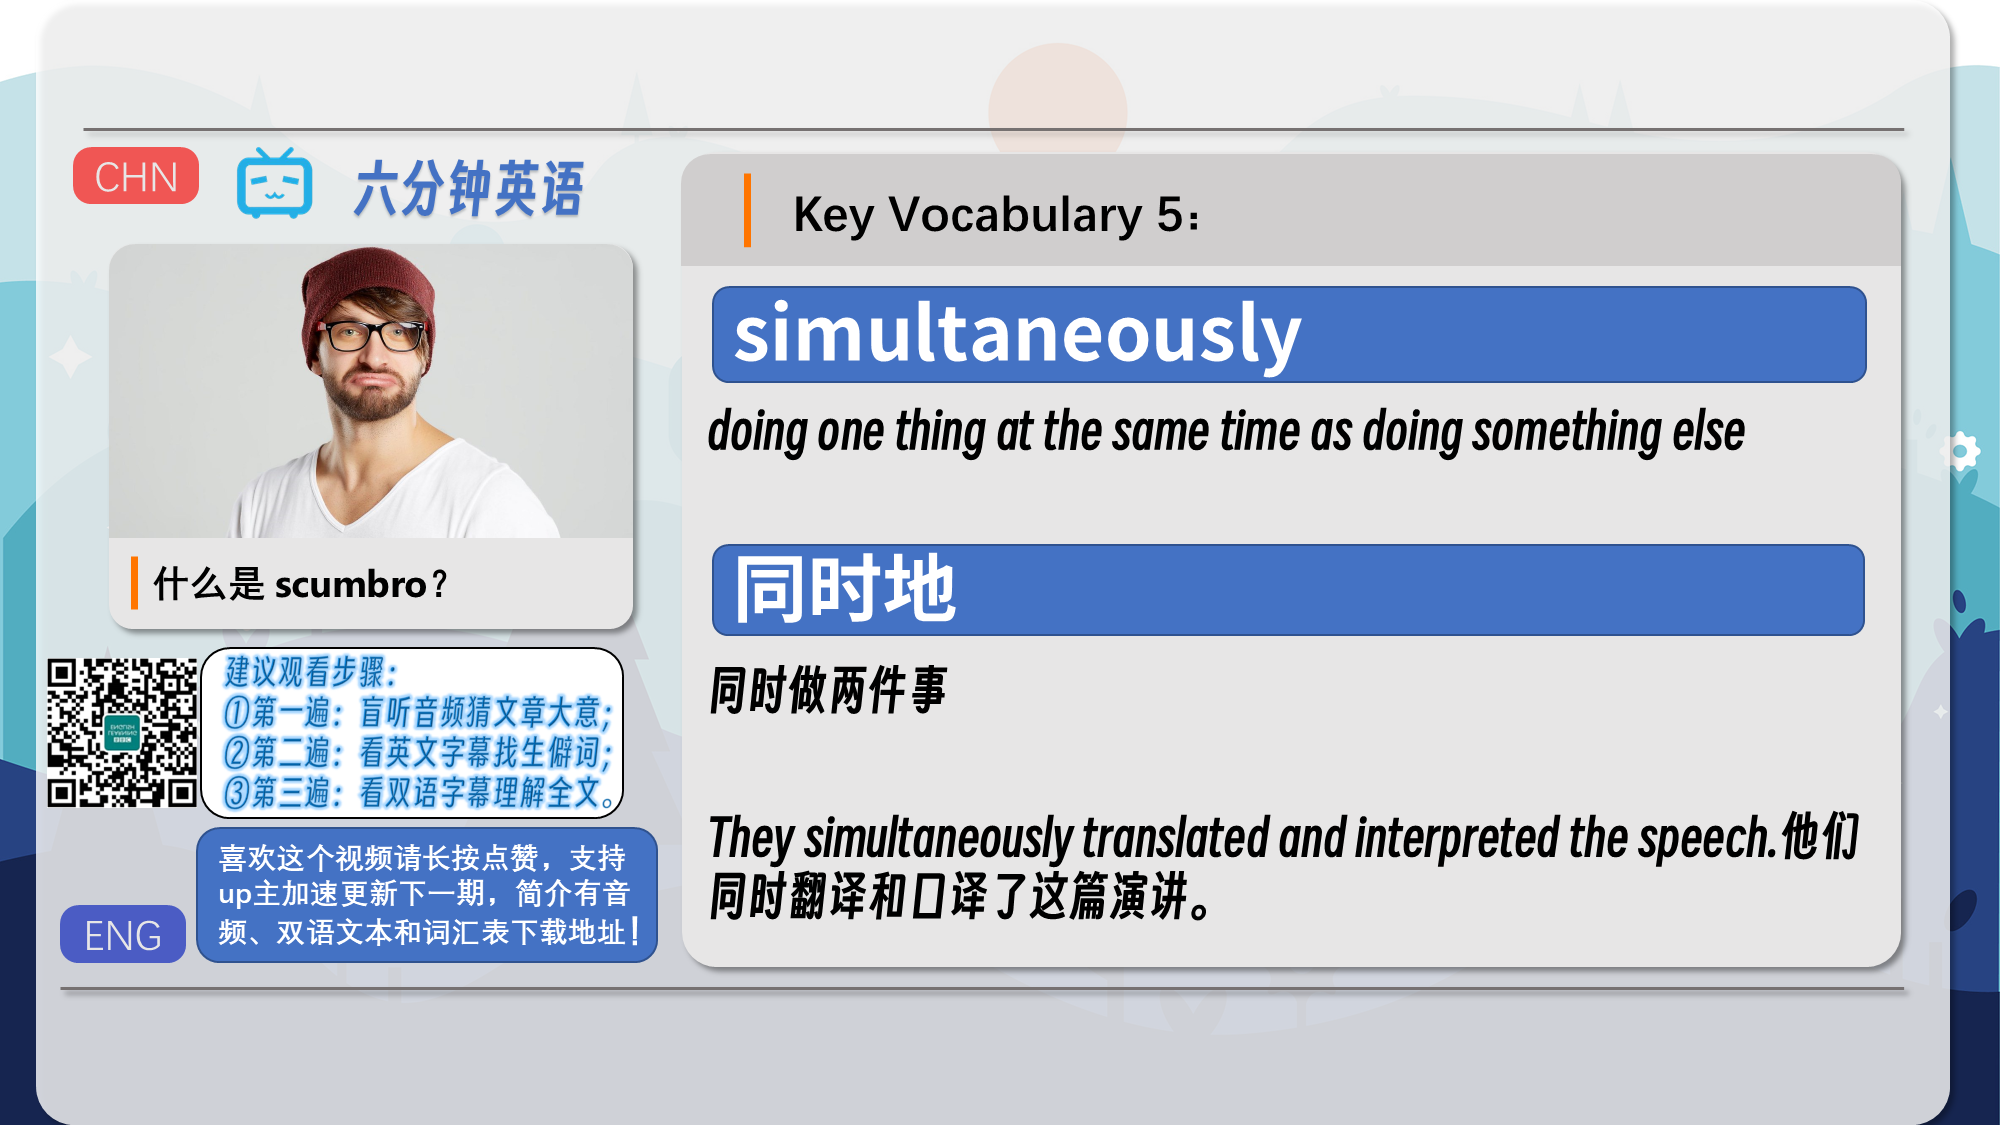 CHN
六分钟英语
什么是 scumbro?
建议观看步骤：
①第一遍：盲听音频猜文章大意；
②第二遍：看英文字幕找生僻词；
③第三遍：看双语字幕理解全文。
喜欢这个视频请长按点赞，支持
up主加速更新下一期，简介有音
频、双语文本和词汇表下载地址！
ENG
Key Vocabulary 5：
simultaneously
doing one thing at the same time as doing something else
同时地
同时做两件事
They simultaneously translated and interpreted the speech.他们
同时翻译和口译了这篇演讲。